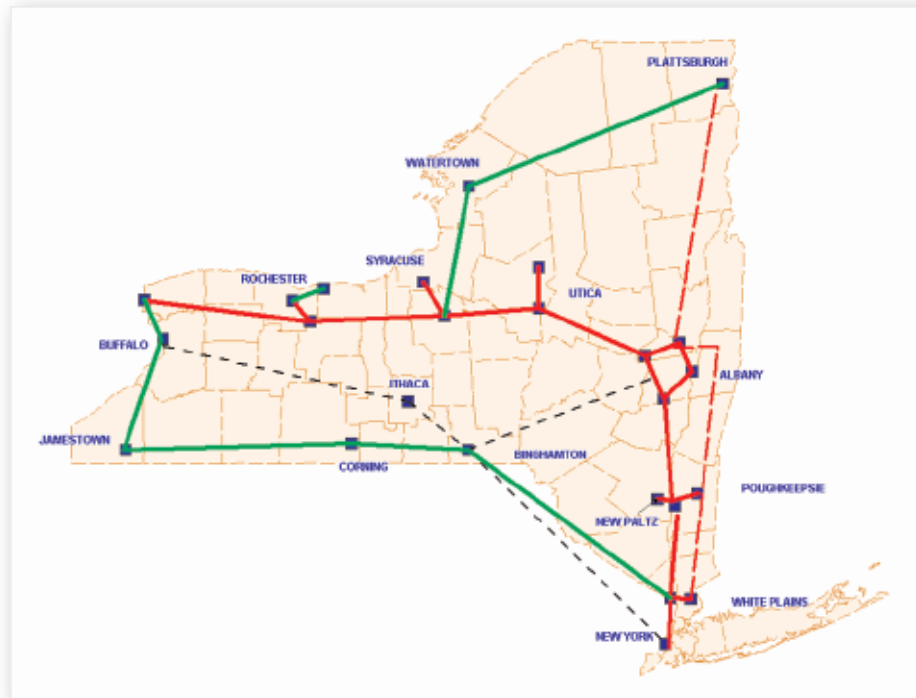 PLATTSBURGH
WATERTOWN
SYRACUSE
ROCHESTER
UTICA
BUFFALO
ALBANY
ITHACA
JAMESTOWN
BINGHAMTON
CORNING
POUGHKEEPSIE
NEW PALTZ
WHITE PLAINS
NEW YORK